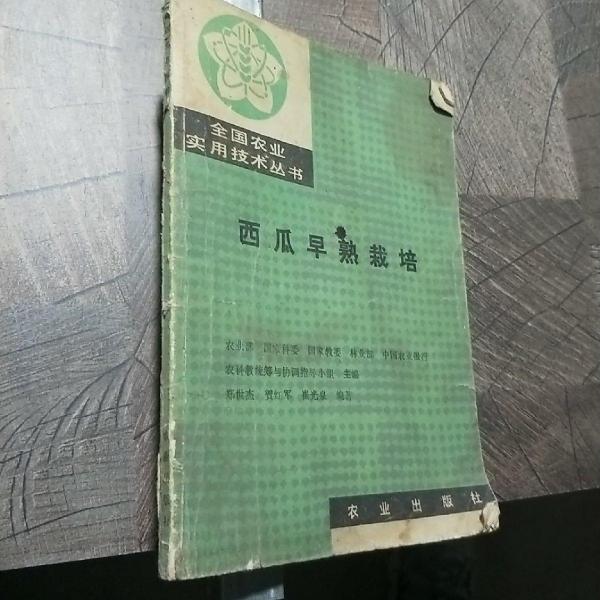 全国农业
实用技术丛书
西瓜早熟栽培
农业部 国家科委 国家教委 林业部 中国农业银行
农科教统筹与协调指导小组 主编
郑世杰 贺红军 崔光泉 编著
农业出版社